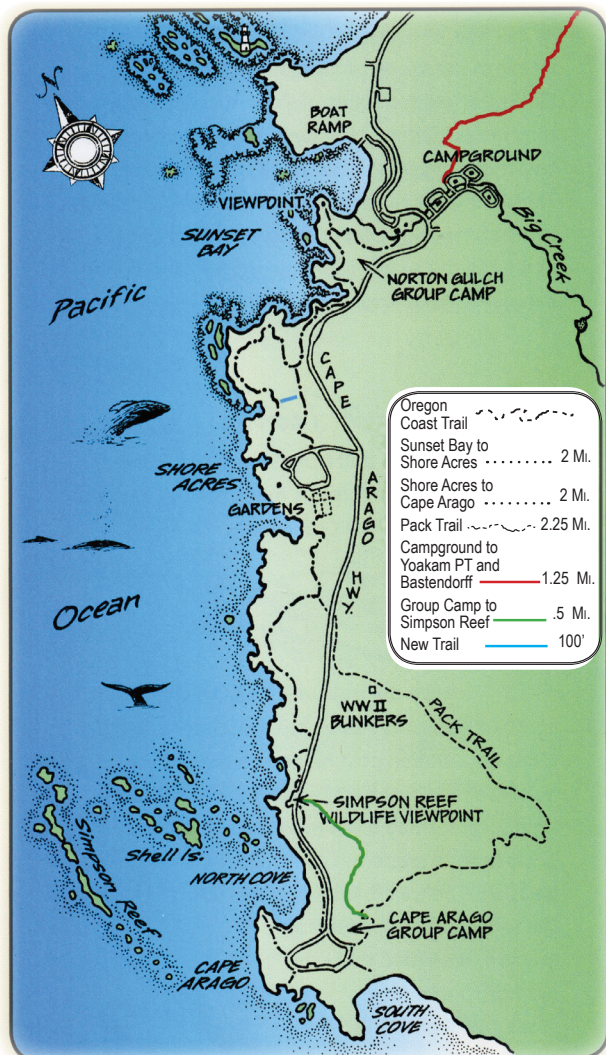 N
BOAT
RAMP
CAMPGROUND
VIEWPOINT
SUNSET
BAY
Big Creek
NORTON GULCH
GROUP CAMP
Pacific
CAPE
ARAGO
HWY.
SHORE
ACRES
GARDENS
Oregon
Coast Trail
Sunset Bay to
Shore Acres .......... 2 Mi.
Shore Acres to
Cape Arago .......... 2 Mi.
Pack Trail 2.25 Mi.
Campground to
Yoakam PT and
Bastendorff 1.25 Mi.
Group Camp to
Simpson Reef .5 Mi.
New Trail 100'
Ocean
WW II
BUNKERS
PACK TRAIL
SIMPSON REEF
WILDLIFE VIEWPOINT
Simpson Reef
Shell Is.
NORTH COVE
CAPE ARAGO
GROUP CAMP
CAPE
ARAGO
SOUTH
COVE